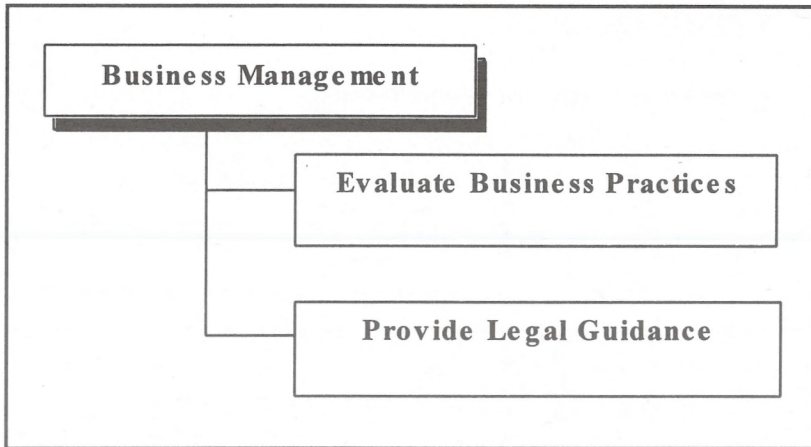 Business Management
Evaluate Business Practices
Provide Legal Guidance